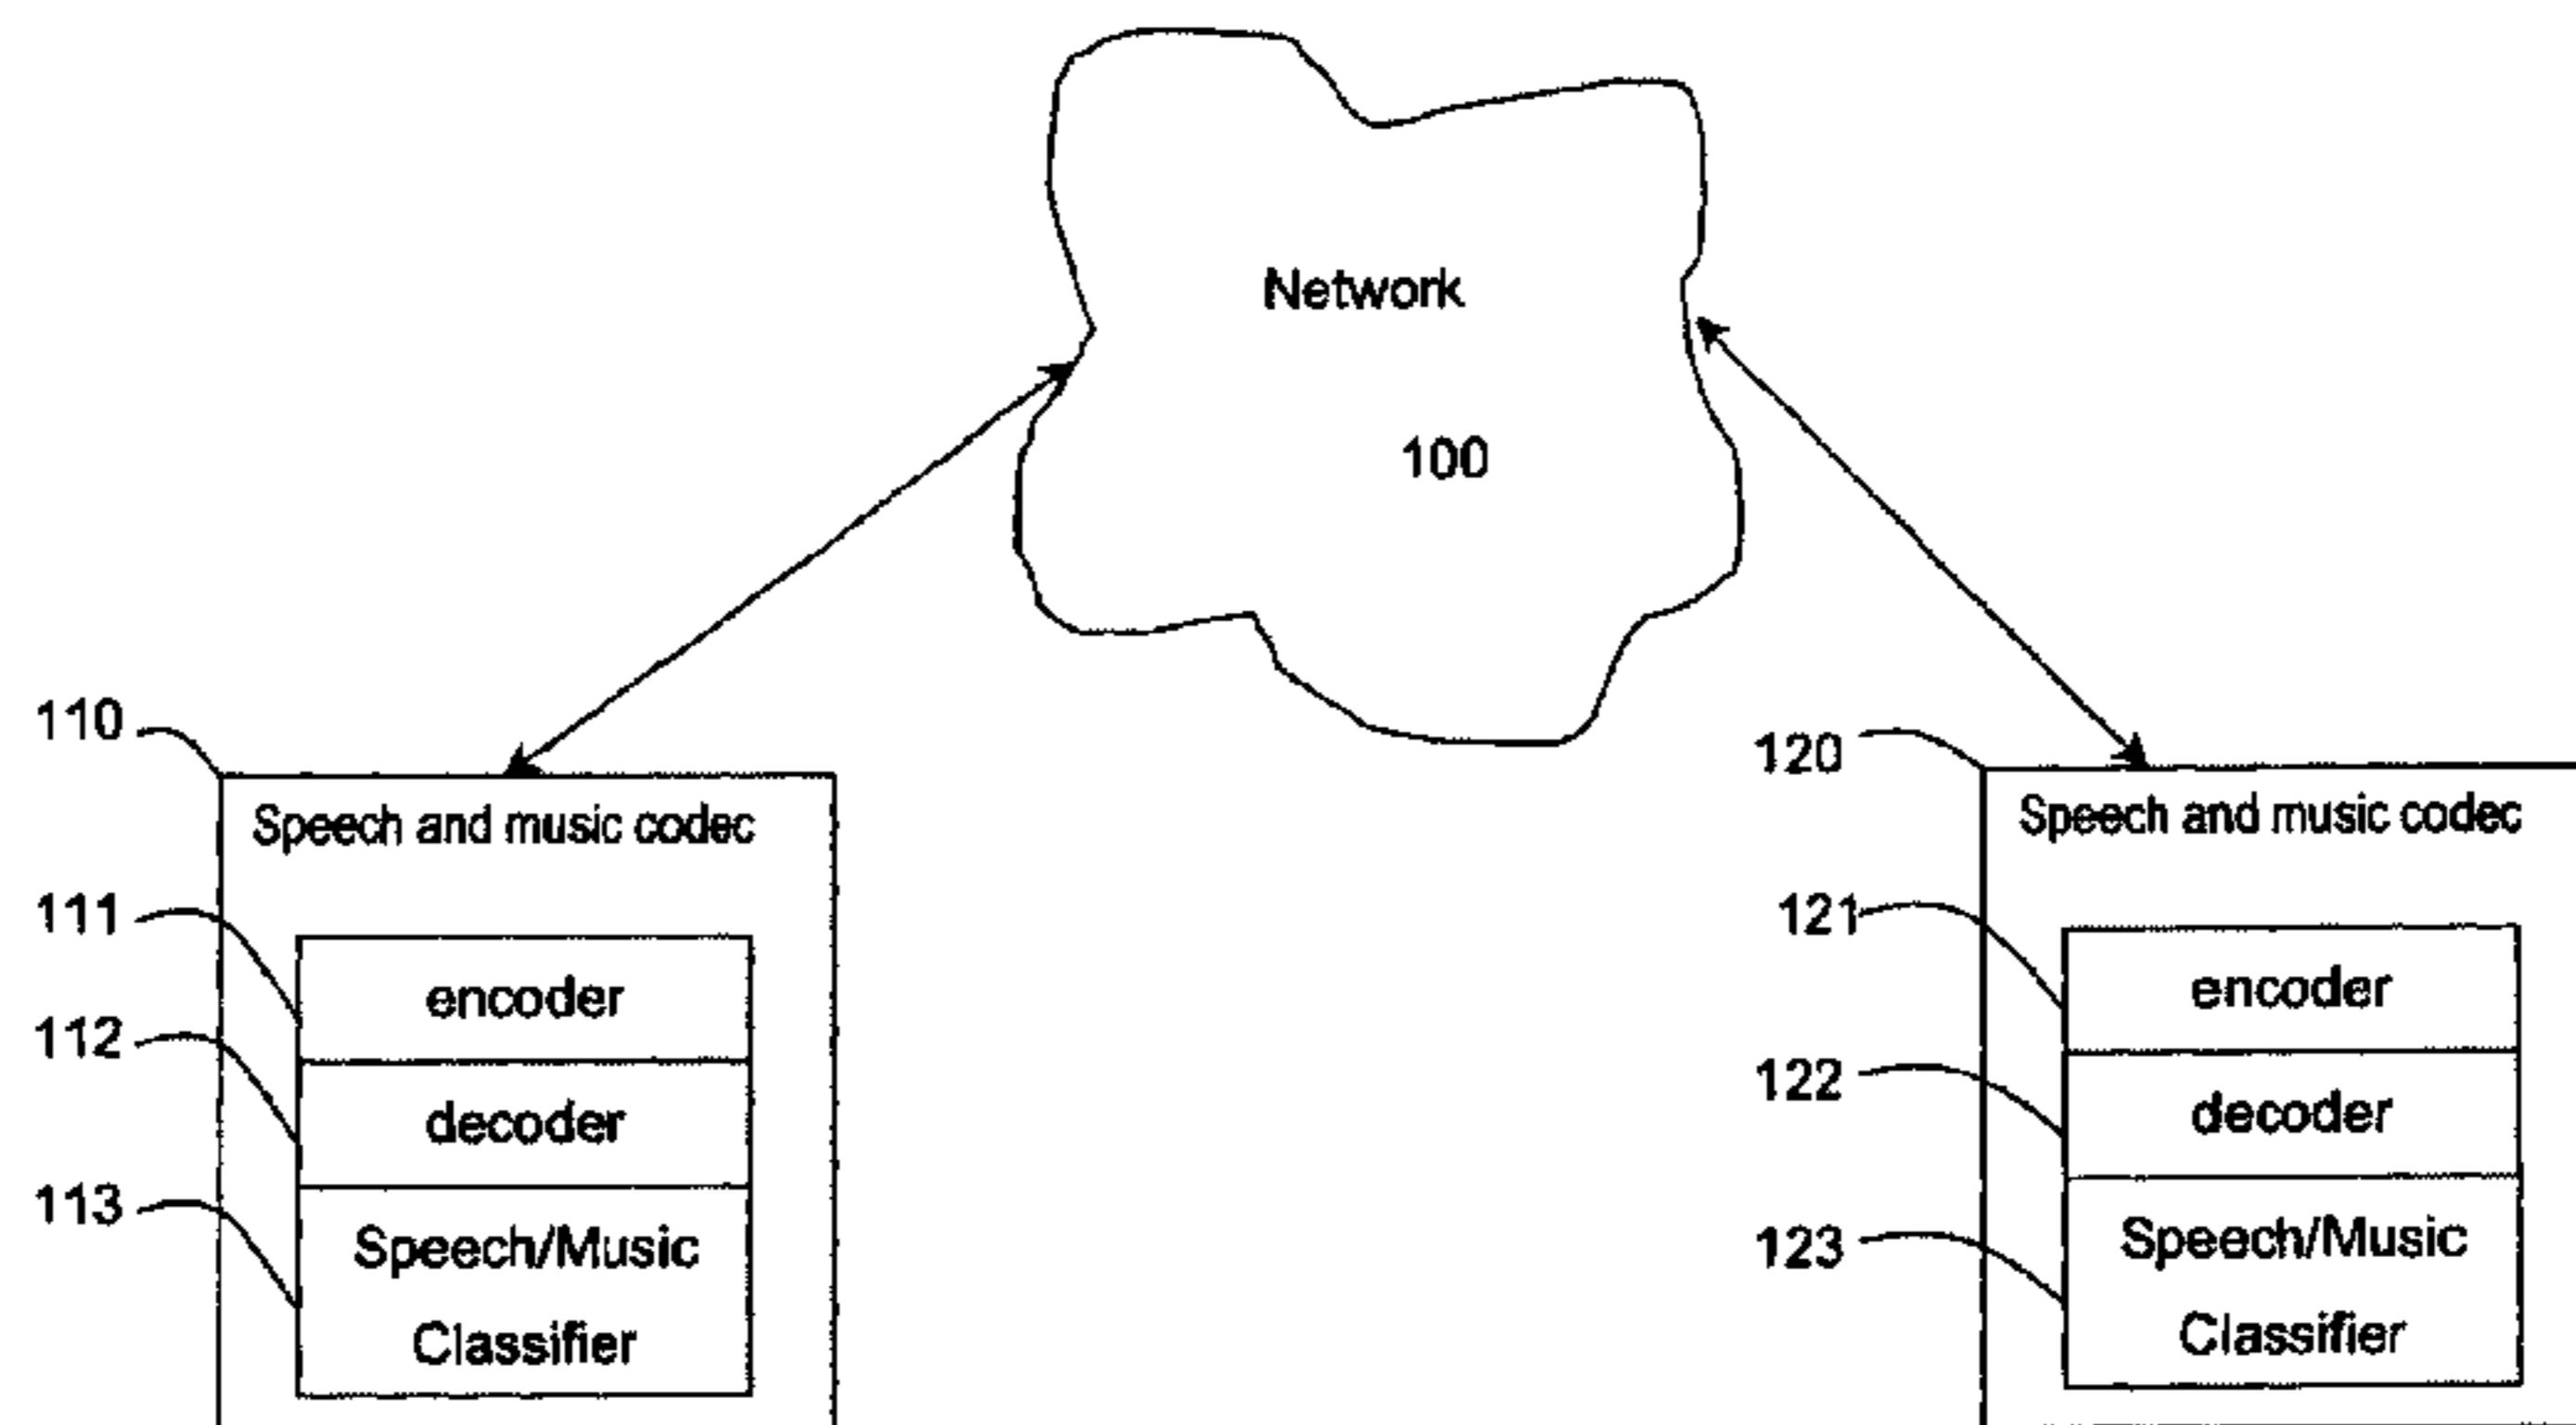 Network
100
110
Speech and music codec
111
encoder
112
decoder
113
Speech/Music
Classifier
120
Speech and music codec
121
encoder
122
decoder
123
Speech/Music
Classifier